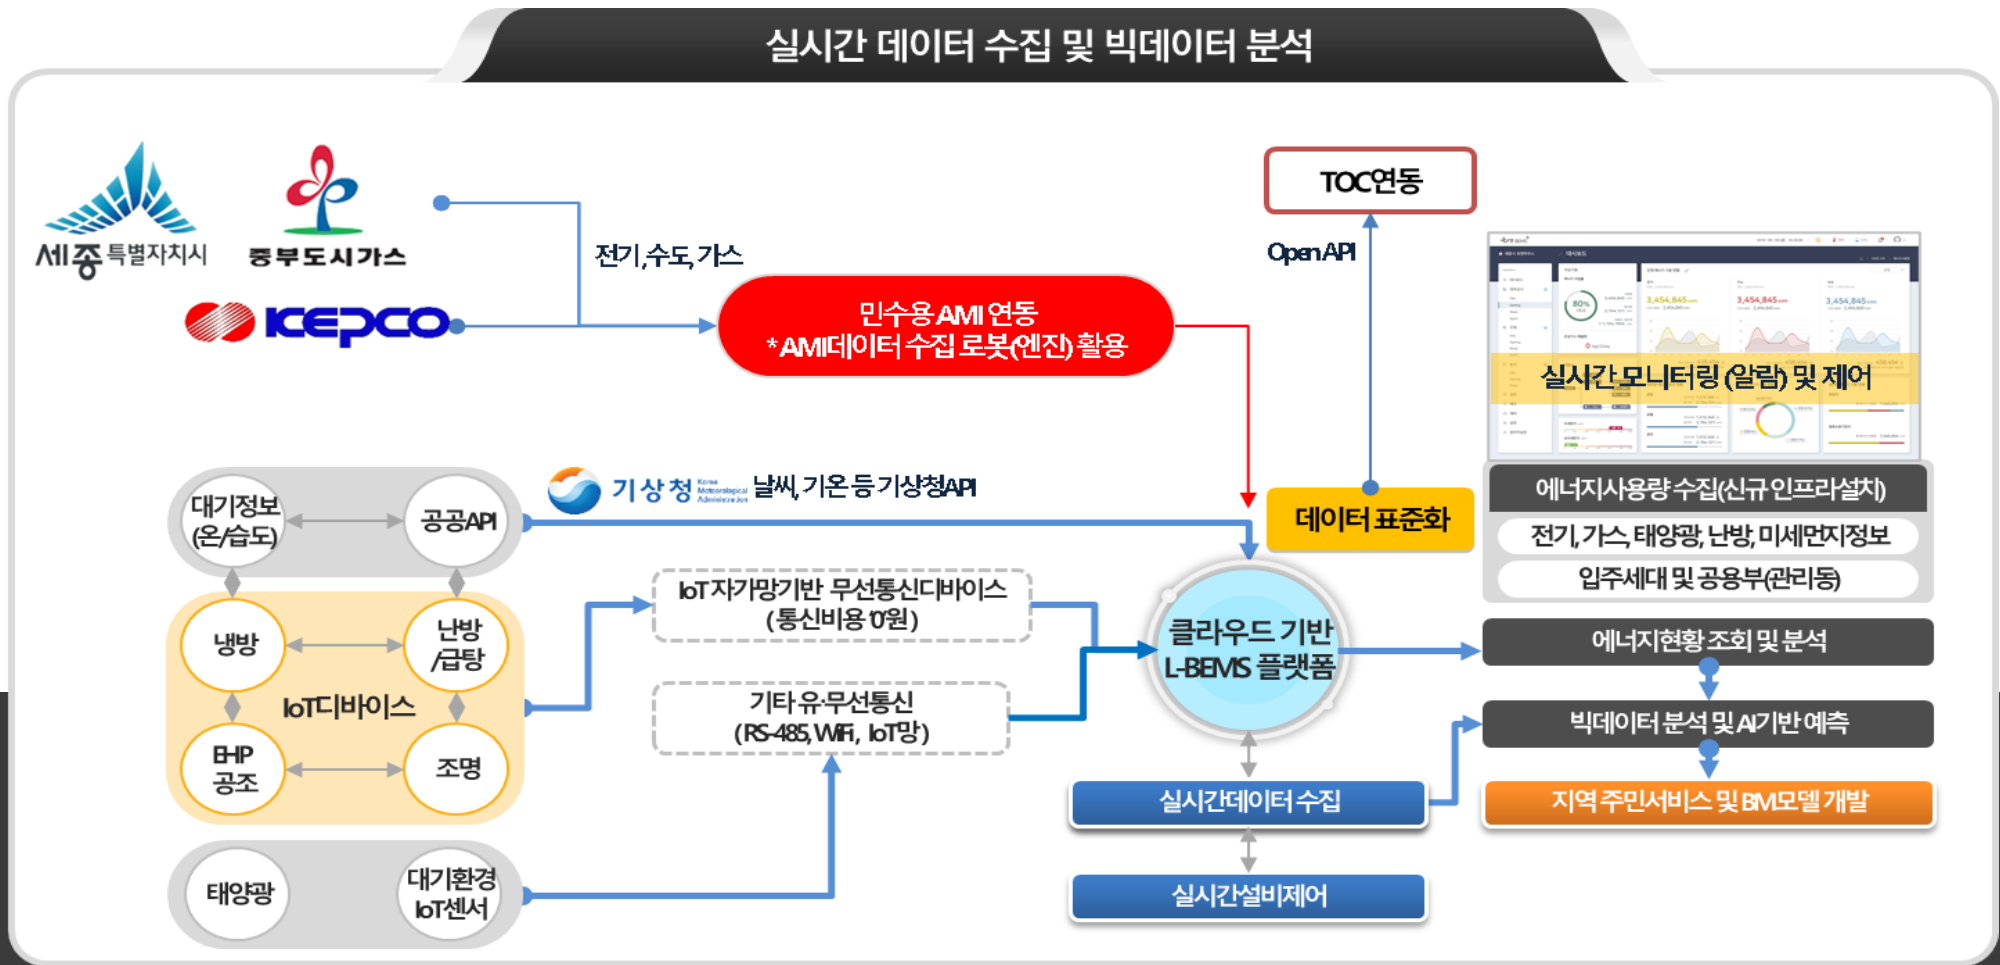 실시간 데이터 수집 및 빅데이터 분석
세종특별자치시
중부도시가스
KEPCO
전기,수도,가스
민수용 AMI 연동
*AMI데이터 수집 로봇(엔진) 활용
TOC연동
Open API
80%
3,454,845
3,454,845
3,454,845
실시간 모니터링 (알람) 및 제어
기상청
Korea
Meteorological
Administration
날씨, 기온 등 기상청API
데이터 표준화
에너지사용량 수집(신규 인프라설치)
전기, 가스, 태양광, 난방, 미세먼지정보
입주세대 및 공용부(관리동)
대기정보
(온/습도)
공공API
냉방
난방
/급탕
IoT디바이스
EHP
공조
조명
태양광
대기환경
IoT센서
IoT 자가망기반 무선통신디바이스
(통신비용 '0'원)
기타 유·무선통신
(RS-485, WiFi, IoT망)
클라우드 기반
L-BEMS 플랫폼
에너지현황 조회 및 분석
빅데이터 분석 및 AI기반 예측
지역 주민서비스 및 BM모델 개발
실시간데이터 수집
실시간설비제어